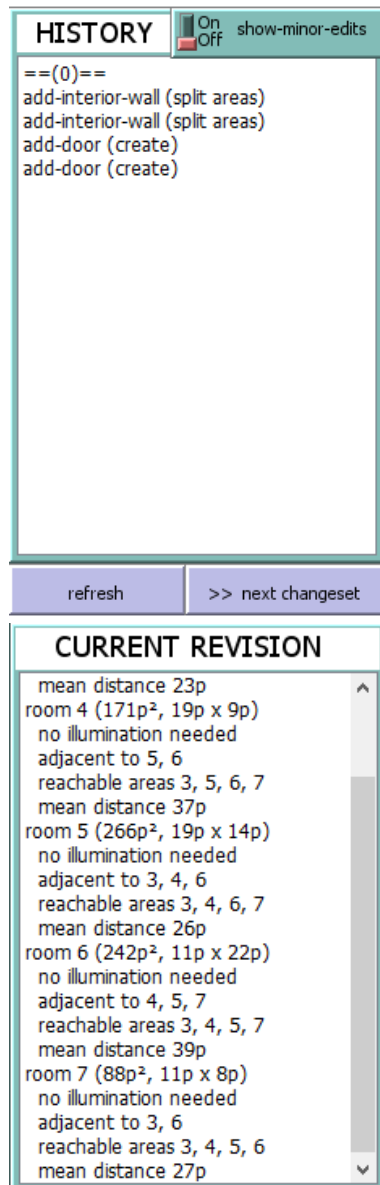 HISTORY
On
Off
show-minor-edits
==(0)==
add-interior-wall (split areas)
add-interior-wall (split areas)
add-door (create)
add-door (create)
refresh
>> next changeset
CURRENT REVISION
mean distance 23p
room 4 (171p², 19p x 9p)
no illumination needed
adjacent to 5, 6
reachable areas 3, 5, 6, 7
mean distance 37p
room 5 (266p², 19p x 14p)
no illumination needed
adjacent to 3, 4, 6
reachable areas 3, 4, 6, 7
mean distance 26p
room 6 (242p², 11p x 22p)
no illumination needed
adjacent to 4, 5, 7
reachable areas 3, 4, 5, 7
mean distance 39p
room 7 (88p², 11p x 8p)
no illumination needed
adjacent to 3, 6
reachable areas 3, 4, 5, 6
mean distance 27p